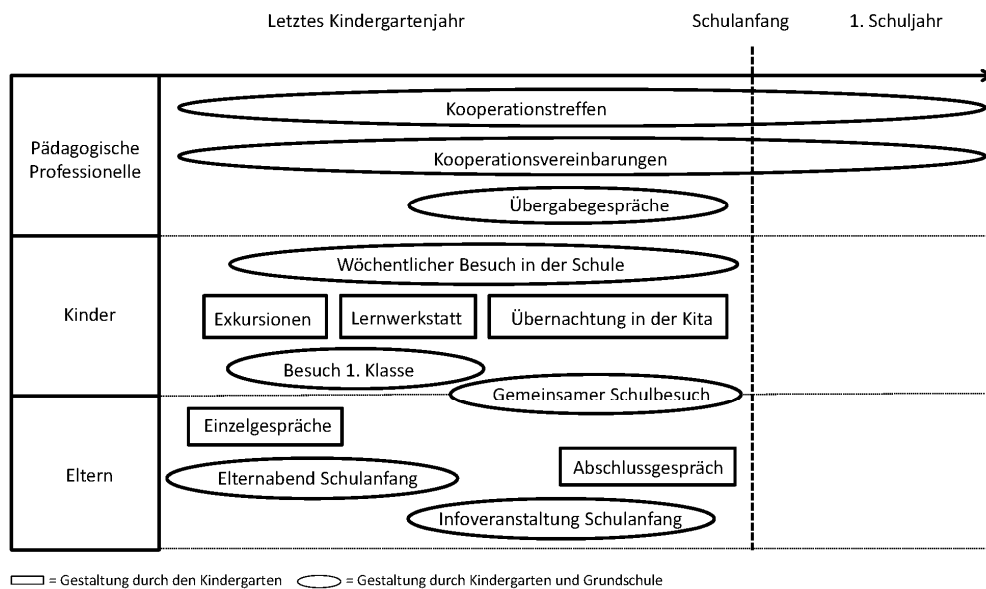 Letztes Kindergartenjahr
Schulanfang
1. Schuljahr
Pädagogische
Professionelle
Kooperationstreffen
Kooperationsvereinbarungen
Übergabegespräche
Kinder
Wöchentlicher Besuch in der Schule
Exkursionen
Lernwerkstatt
Übernachtung in der Kita
Besuch 1. Klasse
Gemeinsamer Schulbesuch
Eltern
Einzelgespräche
Abschlussgespräch
Elternabend Schulanfang
Infoveranstaltung Schulanfang
= Gestaltung durch den Kindergarten
= Gestaltung durch Kindergarten und Grundschule